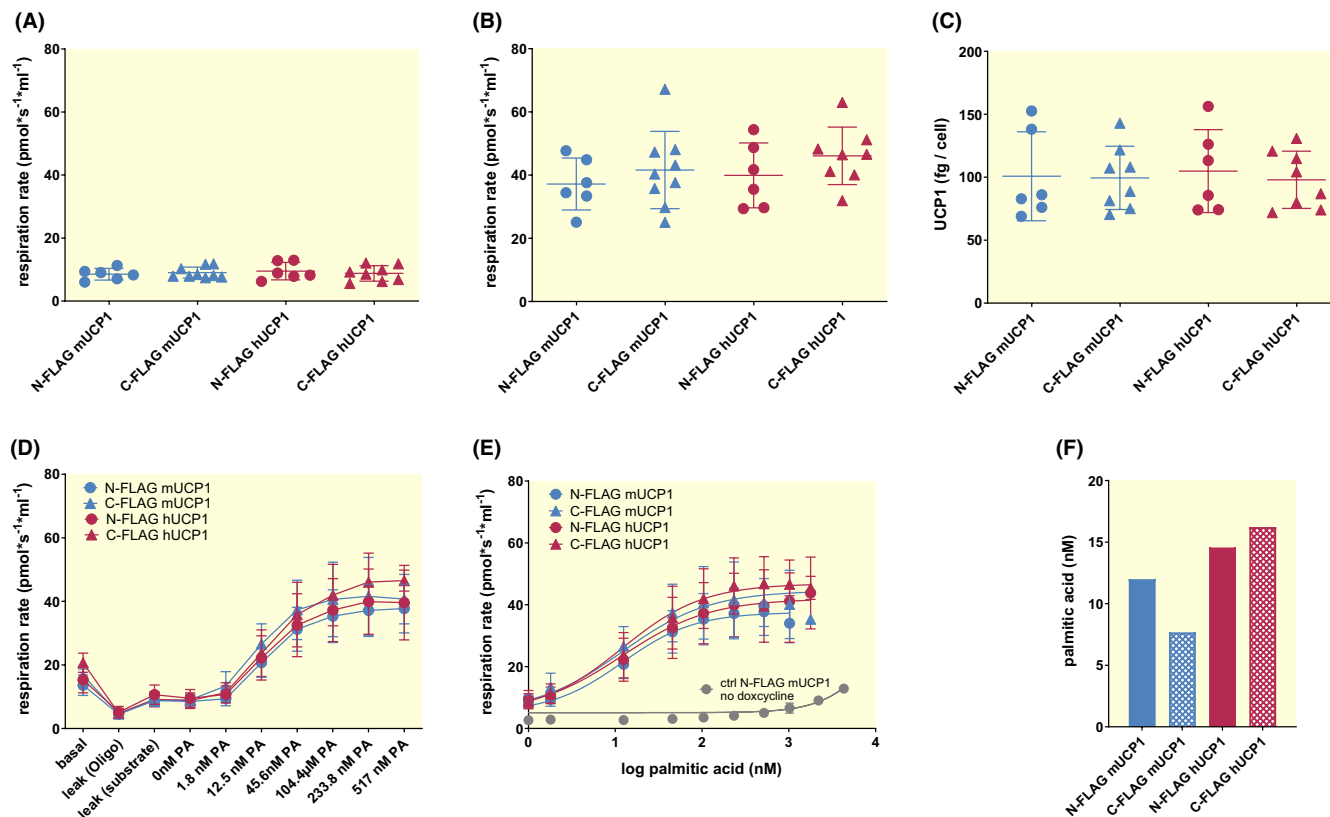 (A)
respiration rate (pmol*s⁻¹*ml⁻¹)
80
60
40
20
0
N-FLAG mUCP1
C-FLAG mUCP1
N-FLAG hUCP1
C-FLAG hUCP1
(B)
respiration rate (pmol*s⁻¹*ml⁻¹)
80
60
40
20
0
N-FLAG mUCP1
C-FLAG mUCP1
N-FLAG hUCP1
C-FLAG hUCP1
(C)
UCP1 (fg / cell)
200
150
100
50
0
N-FLAG mUCP1
C-FLAG mUCP1
N-FLAG hUCP1
C-FLAG hUCP1
(D)
respiration rate (pmol*s⁻¹*ml⁻¹)
80
60
40
20
0
N-FLAG mUCP1
C-FLAG mUCP1
N-FLAG hUCP1
C-FLAG hUCP1
basal
leak (Oligo)
leak (substrate)
0nM PA
1.8 nM PA
12.5 nM PA
45.6nM PA
104.4µM PA
233.8 nM PA
517 nM PA
(E)
respiration rate (pmol*s⁻¹*ml⁻¹)
80
60
40
20
0
N-FLAG mUCP1
C-FLAG mUCP1
N-FLAG hUCP1
C-FLAG hUCP1
ctrl N-FLAG mUCP1
no doxycycline
0
1
2
3
4
log palmitic acid (nM)
(F)
palmitic acid (nM)
20
15
10
5
0
N-FLAG mUCP1
C-FLAG mUCP1
N-FLAG hUCP1
C-FLAG hUCP1